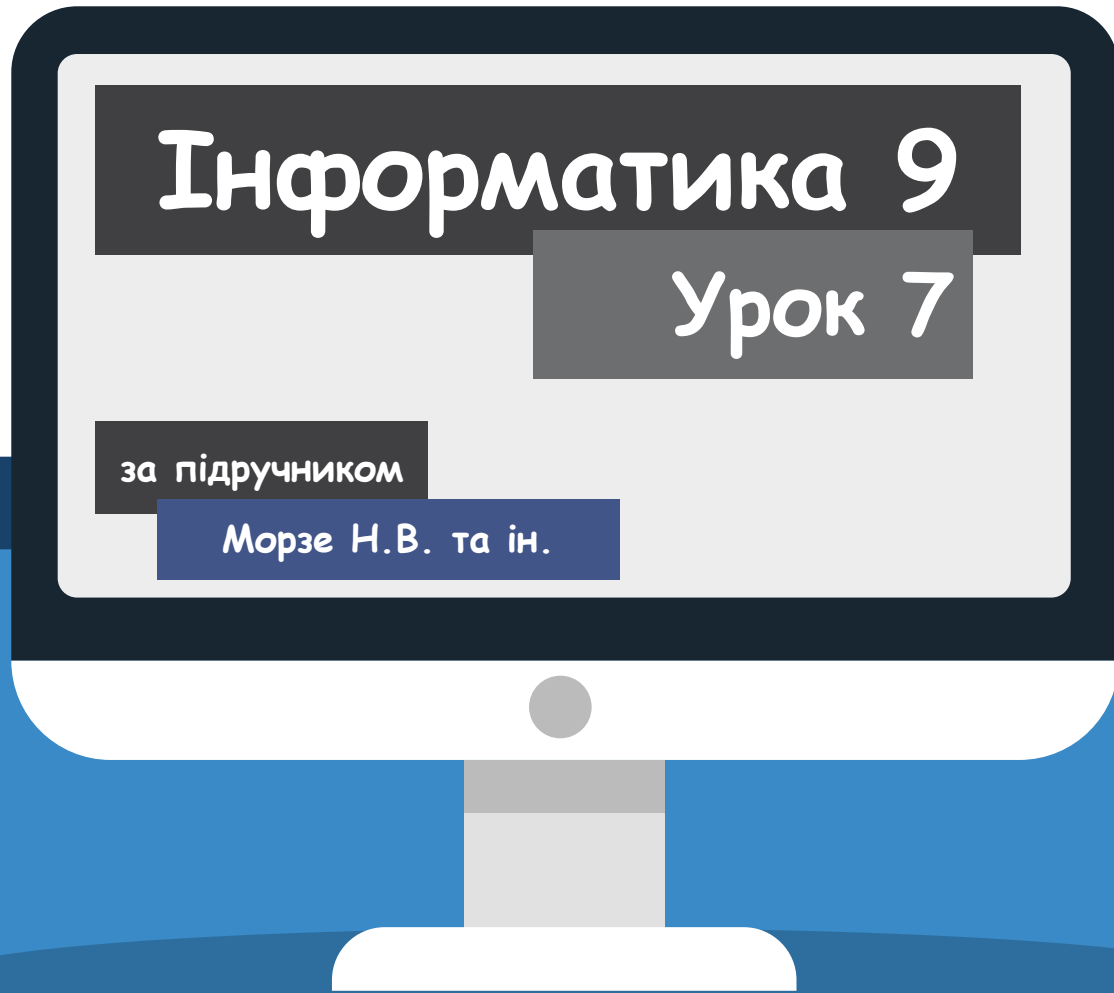 Інформатика 9
Урок 7
за підручником
Морзе Н.В. та ін.